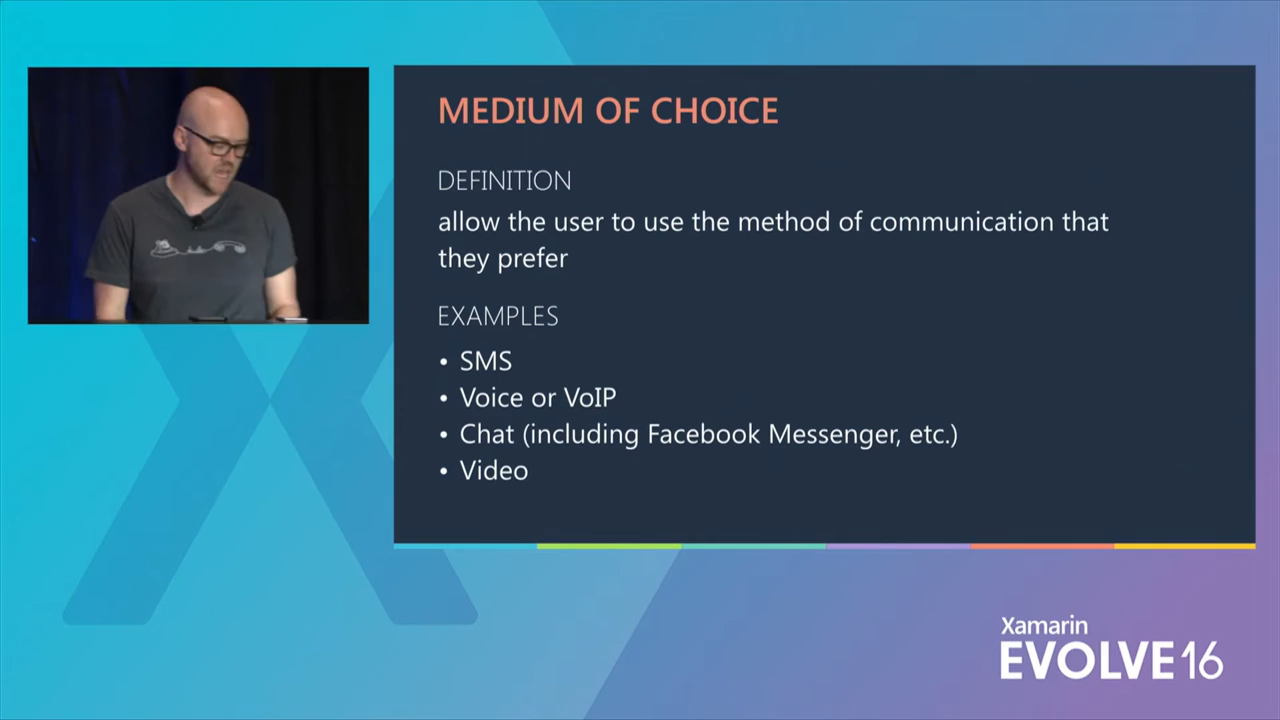 MEDIUM OF CHOICE
DEFINITION
allow the user to use the method of communication that
they prefer
EXAMPLES
• SMS
• Voice or VoIP
• Chat (including Facebook Messenger, etc.)
• Video
Xamarin
EVOLVE16